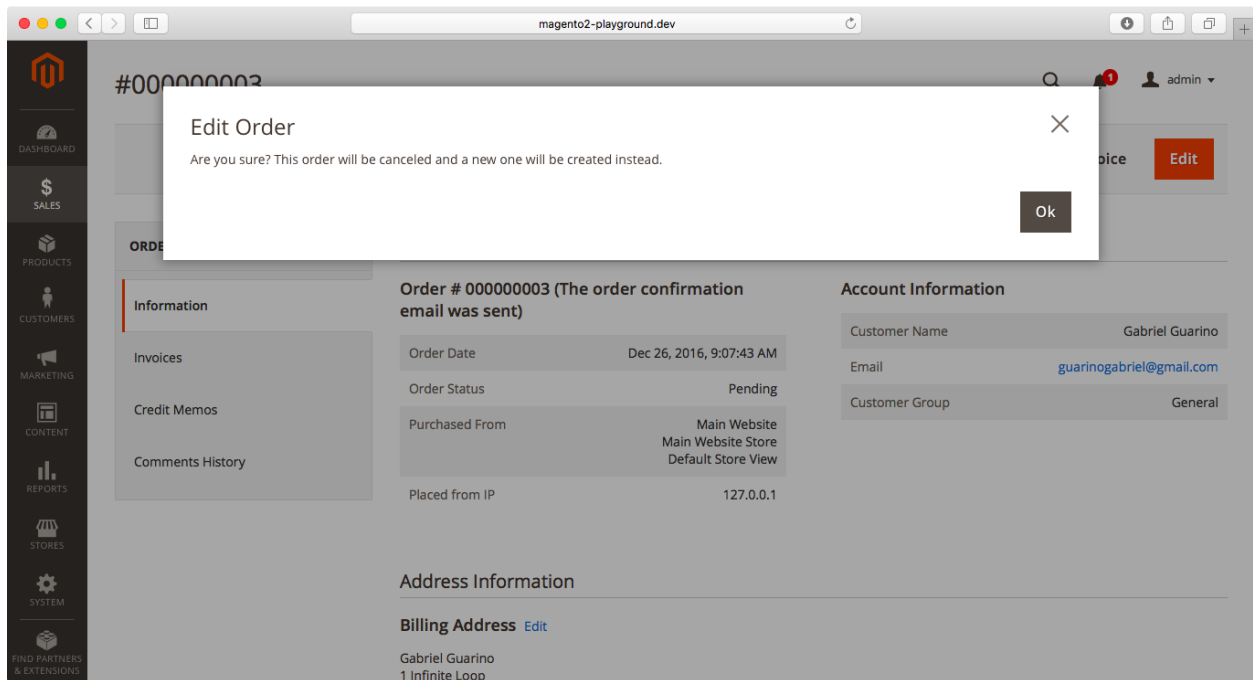 magento2-playground.dev
#000000003
1
admin
Edit Order
Are you sure? This order will be canceled and a new one will be created instead.
Ok
Edit
DASHBOARD
$
SALES
PRODUCTS
CUSTOMERS
MARKETING
CONTENT
REPORTS
STORES
SYSTEM
FIND PARTNERS
& EXTENSIONS
Information
Invoices
Credit Memos
Comments History
Order # 000000003 (The order confirmation
email was sent)
Order Date Dec 26, 2016, 9:07:43 AM
Order Status Pending
Purchased From Main Website
Main Website Store
Default Store View
Placed from IP 127.0.0.1
Account Information
Customer Name Gabriel Guarino
Email guarinogabriel@gmail.com
Customer Group General
Address Information
Billing Address Edit
Gabriel Guarino
1 Infinite Loop